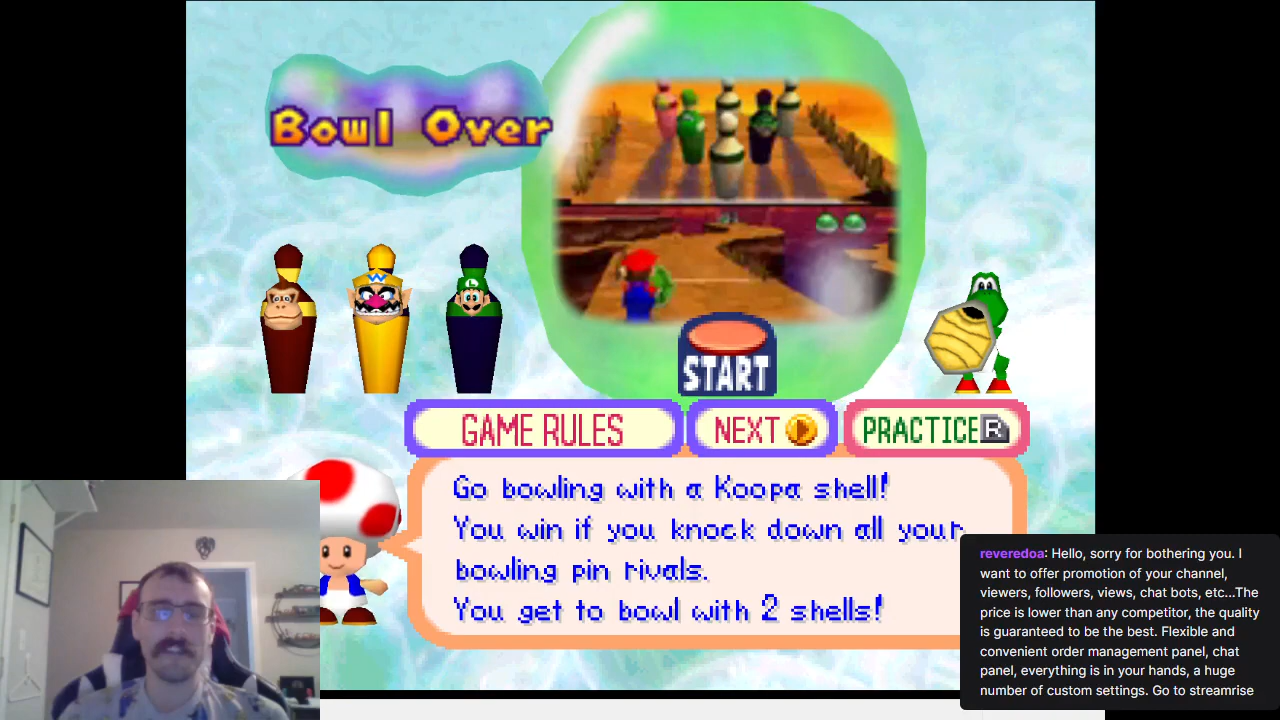 Bowl Over
START
GAME RULES
NEXT
PRACTICE R
Go bowling with a Koopa shell!
You win if you knock down all your
bowling pin rivals.
You get to bowl with 2 shells!
reveredoa: Hello, sorry for bothering you. I
want to offer promotion of your channel,
viewers, followers, views, chat bots, etc...The
price is lower than any competitor, the quality
is guaranteed to be the best. Flexible and
convenient order management panel, chat
panel, everything is in your hands, a huge
number of custom settings. Go to streamrise